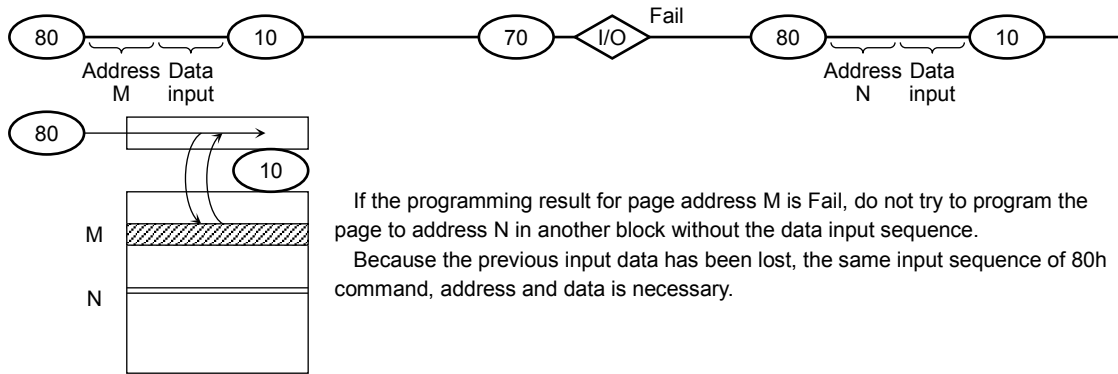 80 10 70 I/O Fail 80 10
Address Data Address Data
M input N input
80
10
If the programming result for page address M is Fail, do not try to program the
page to address N in another block without the data input sequence.
M
Because the previous input data has been lost, the same input sequence of 80h
N
command, address and data is necessary.